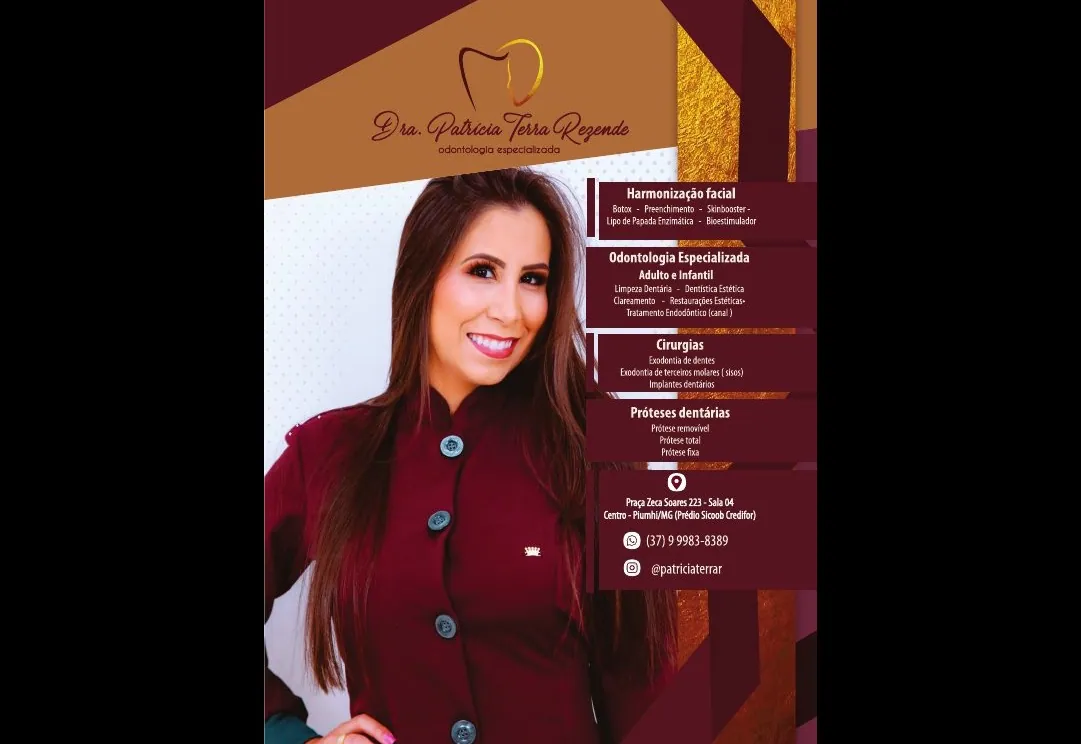 Dra. Patrícia Terra Rezende
odontologia especializada
Harmonização facial
Botox - Preenchimento - Skinbooster -
Lipo de Papada Enzimática - Bioestimulador
Odontologia Especializada
Adulto e Infantil
Limpeza Dentária - Dentística Estética
Clareamento - Restaurações Estéticas-
Tratamento Endodôntico (canal )
Cirurgias
Exodontia de dentes
Exodontia de terceiros molares ( sisos)
Implantes dentários
Próteses dentárias
Prótese removível
Prótese total
Prótese fixa
Praça Zeca Soares 223 - Sala 04
Centro - Piumhi/MG (Prédio Sicoob Credifor)
(37) 9 9983-8389
@patriciaterrar